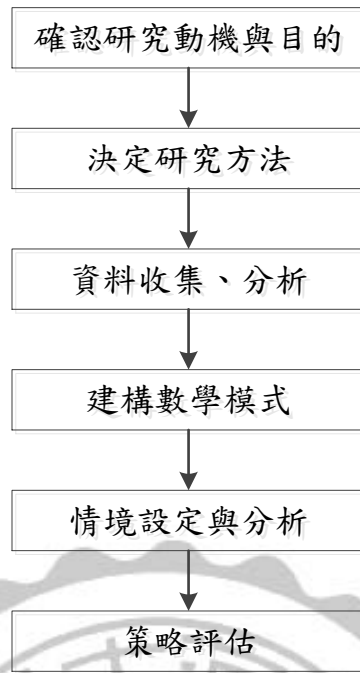 確認研究動機與目的
決定研究方法
資料收集、分析
建構數學模式
情境設定與分析
策略評估